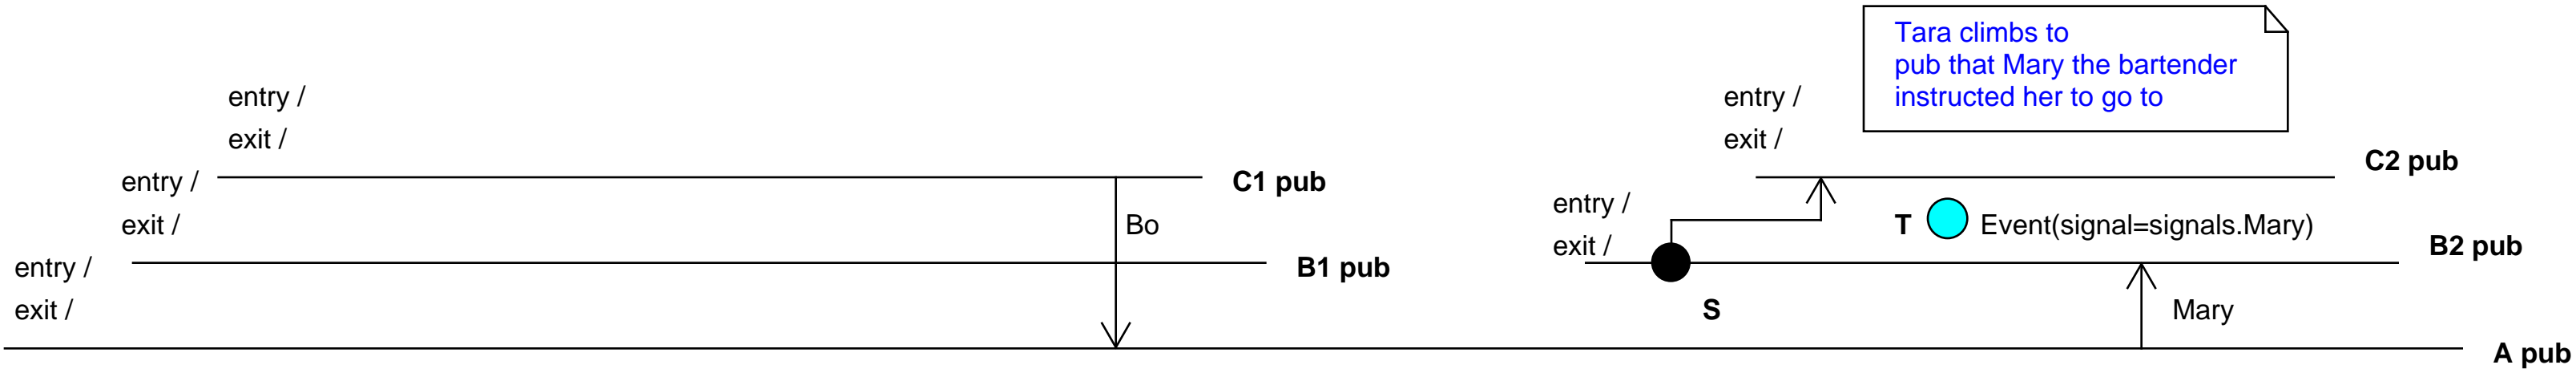 Tara climbs to
pub that Mary the bartender
instructed her to go to
entry /
exit /
C1 pub
entry /
exit /
C2 pub
entry /
exit /
Bo
B1 pub
entry /
exit /
T Event(signal=signals.Mary)
B2 pub
entry /
exit /
S
Mary
A pub